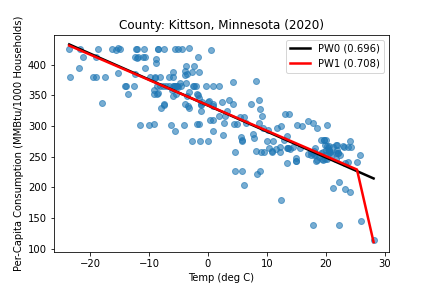 County: Kittson, Minnesota (2020)
PW0 (0.696)
PW1 (0.708)
Per-Capita Consumption (MMBtu/1000 Households)
400
350
300
250
200
150
100
−20
−10
0
10
20
30
Temp (deg C)